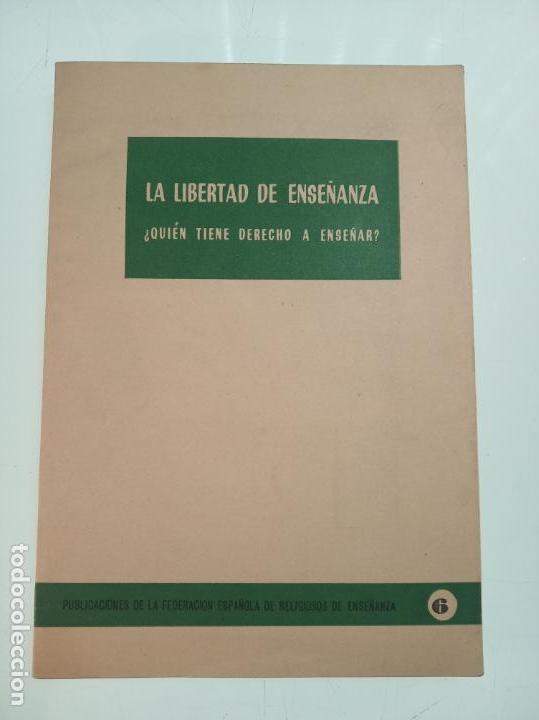 LA LIBERTAD DE ENSEÑANZA
¿QUIÉN TIENE DERECHO A ENSEÑAR?
PUBLICACIONES DE LA FEDERACION ESPAÑOLA DE RELIGIOSOS DE ENSEÑANZA
6
todocoleccion.net